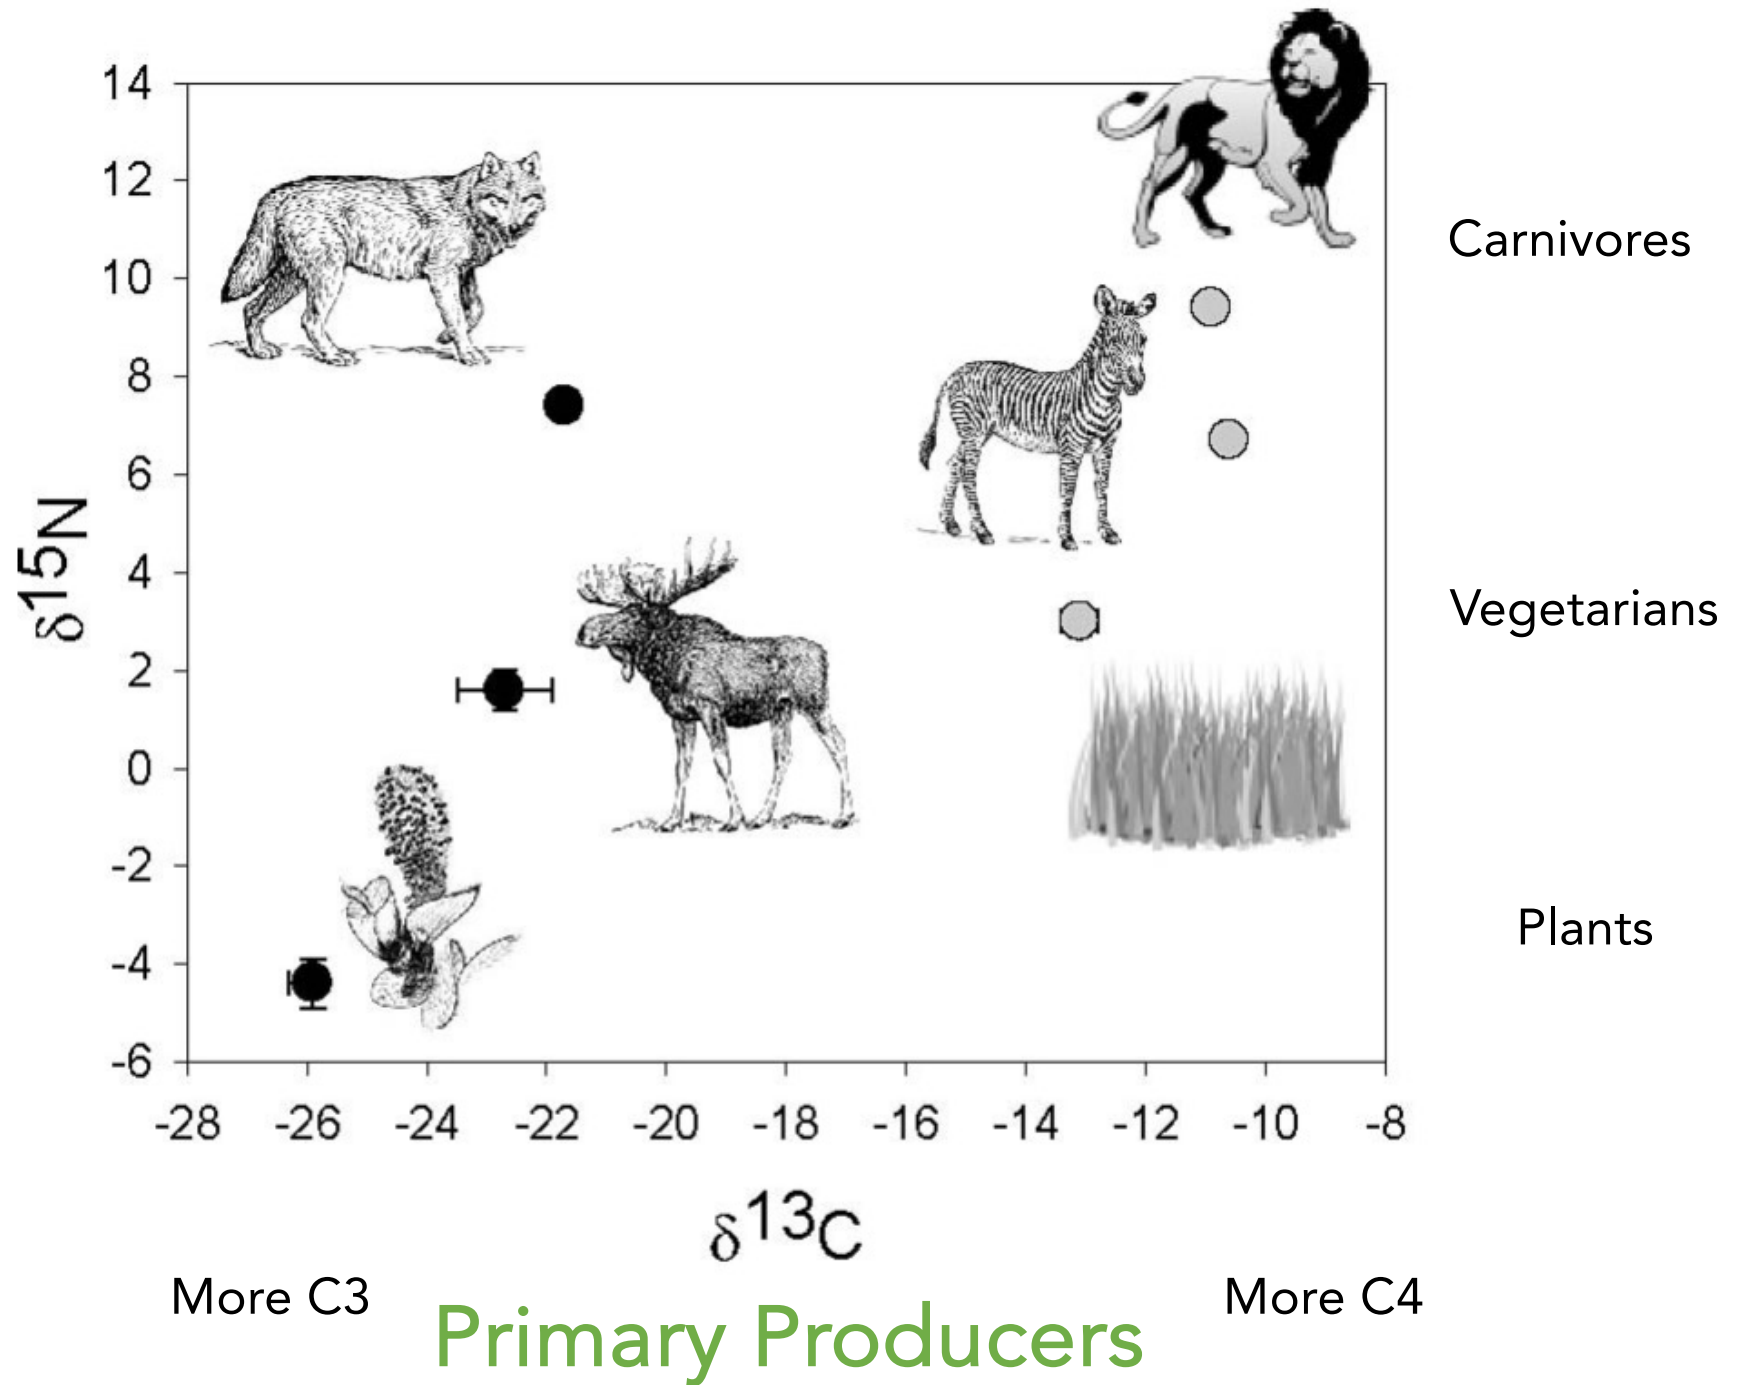 14
12
10
8
6
4
2
0
-2
-4
-6
δ15N
Carnivores
Vegetarians
Plants
-28 -26 -24 -22 -20 -18 -16 -14 -12 -10 -8
δ13C
More C3
More C4
Primary Producers